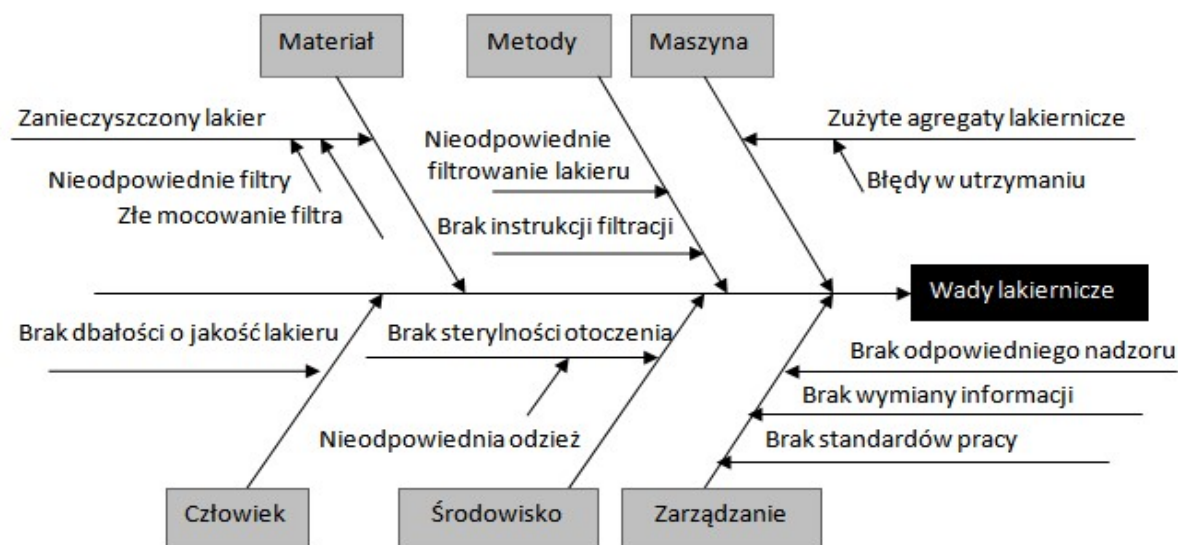 Materiał
Metody
Maszyna
Zanieczyszczony lakier
Zużyte agregaty lakiernicze
Nieodpowiednie
filtrowanie lakieru
Nieodpowiednie filtry
Błędy w utrzymaniu
Złe mocowanie filtra
Brak instrukcji filtracji
Wady lakiernicze
Brak dbałości o jakość lakieru
Brak sterylności otoczenia
Brak odpowiedniego nadzoru
Brak wymiany informacji
Nieodpowiednia odzież
Brak standardów pracy
Człowiek
Środowisko
Zarządzanie